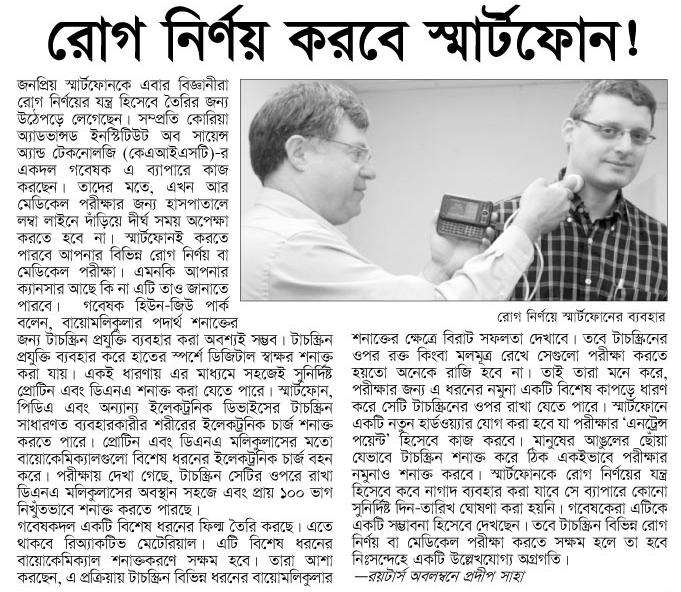 রোগ নির্ণয় করবে স্মার্টফোন!
জনপ্রিয় স্মার্টফোনকে এবার বিজ্ঞানীরা
রোগ নির্ণয়ের যন্ত্র হিসেবে তৈরির জন্য
উঠেপড়ে লেগেছেন। সম্প্রতি কোরিয়া
অ্যাডভান্সড ইনস্টিটিউট অব সায়েন্স
অ্যান্ড টেকনোলজি (কেএআইএসটি)-র
একদল গবেষক এ ব্যাপারে কাজ
করছেন। তাদের মতে, এখন আর
মেডিকেল পরীক্ষার জন্য হাসপাতালে
লম্বা লাইনে দাঁড়িয়ে দীর্ঘ সময় অপেক্ষা
করতে হবে না। স্মার্টফোনই করতে
পারবে আপনার বিভিন্ন রোগ নির্ণয় বা
মেডিকেল পরীক্ষা। এমনকি আপনার
ক্যানসার আছে কি না এটি তাও জানাতে
পারবে। গবেষক হিউন-জিউ পার্ক
বলেন, বায়োমলিকুলার পদার্থ শনাক্তের
জন্য টাচস্ক্রিন প্রযুক্তি ব্যবহার করা অবশ্যই সম্ভব। টাচস্ক্রিন
প্রযুক্তি ব্যবহার করে হাতের স্পর্শে ডিজিটাল স্বাক্ষর শনাক্ত
করা যায়। একই ধারণায় এর মাধ্যমে সহজেই সুনির্দিষ্ট
প্রোটিন এবং ডিএনএ শনাক্ত করা যেতে পারে। স্মার্টফোন,
পিডিএ এবং অন্যান্য ইলেকট্রনিক ডিভাইসের টাচস্ক্রিন
সাধারণত ব্যবহারকারীর শরীরের ইলেকট্রনিক চার্জ শনাক্ত
করতে পারে। প্রোটিন এবং ডিএনএ মলিকুলাসের মতো
বায়োকেমিক্যালগুলো বিশেষ ধরনের ইলেকট্রনিক চার্জ বহন
করে। পরীক্ষায় দেখা গেছে, টাচস্ক্রিন সেটির ওপরে রাখা
ডিএনএ মলিকুলাসের অবস্থান সহজে এবং প্রায় ১০০ ভাগ
নিখুঁতভাবে শনাক্ত করতে পারছে।
গবেষকদল একটি বিশেষ ধরনের ফিল্ম তৈরি করছে। এতে
থাকবে রিঅ্যাকটিভ মেটেরিয়াল। এটি বিশেষ ধরনের
বায়োকেমিক্যাল শনাক্তকরণে সক্ষম হবে। তারা আশা
করছেন, এ প্রক্রিয়ায় টাচস্ক্রিন বিভিন্ন ধরনের বায়োমলিকুলার
রোগ নির্ণয়ে স্মার্টফোনের ব্যবহার
শনাক্তের ক্ষেত্রে বিরাট সফলতা দেখাবে। তবে টাচস্ক্রিনের
ওপর রক্ত কিংবা মলমূত্র রেখে সেগুলো পরীক্ষা করতে
হয়তো অনেকে রাজি হবে না। তাই তারা মনে করে,
পরীক্ষার জন্য এ ধরনের নমুনা একটি বিশেষ কাপড়ে ধারণ
করে সেটি টাচস্ক্রিনের ওপর রাখা যেতে পারে। স্মার্টফোনে
একটি নতুন হার্ডওয়্যার যোগ করা হবে যা পরীক্ষার ‘এনট্রেন্স
পয়েন্ট’ হিসেবে কাজ করবে। মানুষের আঙুলের ছোঁয়া
যেভাবে টাচস্ক্রিন শনাক্ত করে ঠিক একইভাবে পরীক্ষার
নমুনাও শনাক্ত করবে। স্মার্টফোনকে রোগ নির্ণয়ের যন্ত্র
হিসেবে কবে নাগাদ ব্যবহার করা যাবে সে ব্যাপারে কোনো
সুনির্দিষ্ট দিন-তারিখ ঘোষণা করা হয়নি। গবেষকেরা এটিকে
একটি সম্ভাবনা হিসেবে দেখছেন। তবে টাচস্ক্রিন বিভিন্ন রোগ
নির্ণয় বা মেডিকেল পরীক্ষা করতে সক্ষম হলে তা হবে
নিঃসন্দেহে একটি উল্লেখযোগ্য অগ্রগতি।
—রয়টার্স অবলম্বনে প্রদীপ সাহা